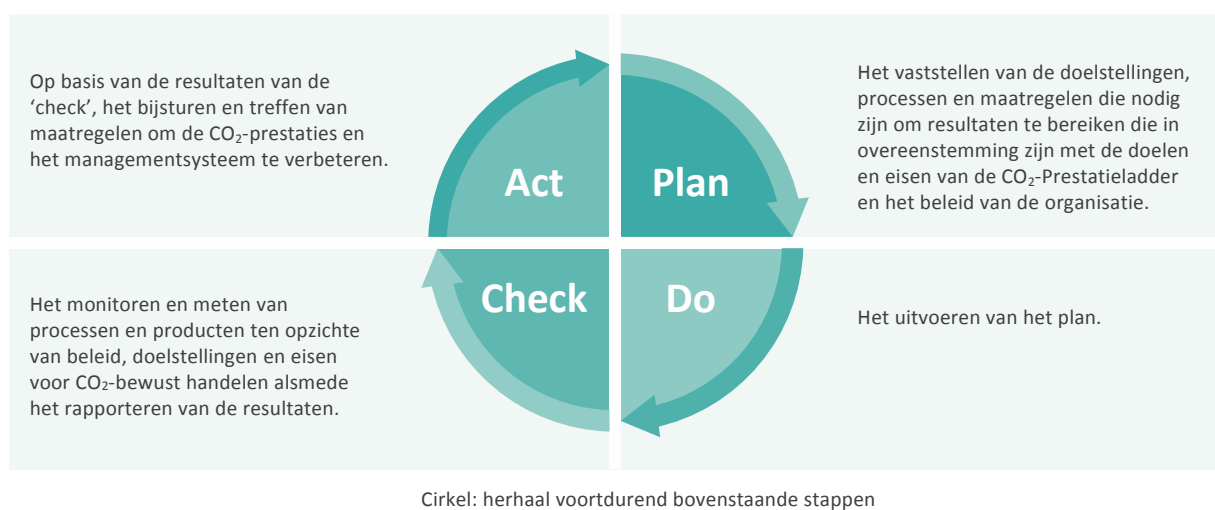 Op basis van de resultaten van de
‘check’, het bijsturen en treffen van
maatregelen om de CO₂-prestaties en
het managementsysteem te verbeteren.
Act
Plan
Het vaststellen van de doelstellingen,
processen en maatregelen die nodig
zijn om resultaten te bereiken die in
overeenstemming zijn met de doelen
en eisen van de CO₂-Prestatieladder
en het beleid van de organisatie.
Het monitoren en meten van
processen en producten ten opzichte
van beleid, doelstellingen en eisen
voor CO₂-bewust handelen alsmede
het rapporteren van de resultaten.
Check
Do
Het uitvoeren van het plan.
Cirkel: herhaal voortdurend bovenstaande stappen